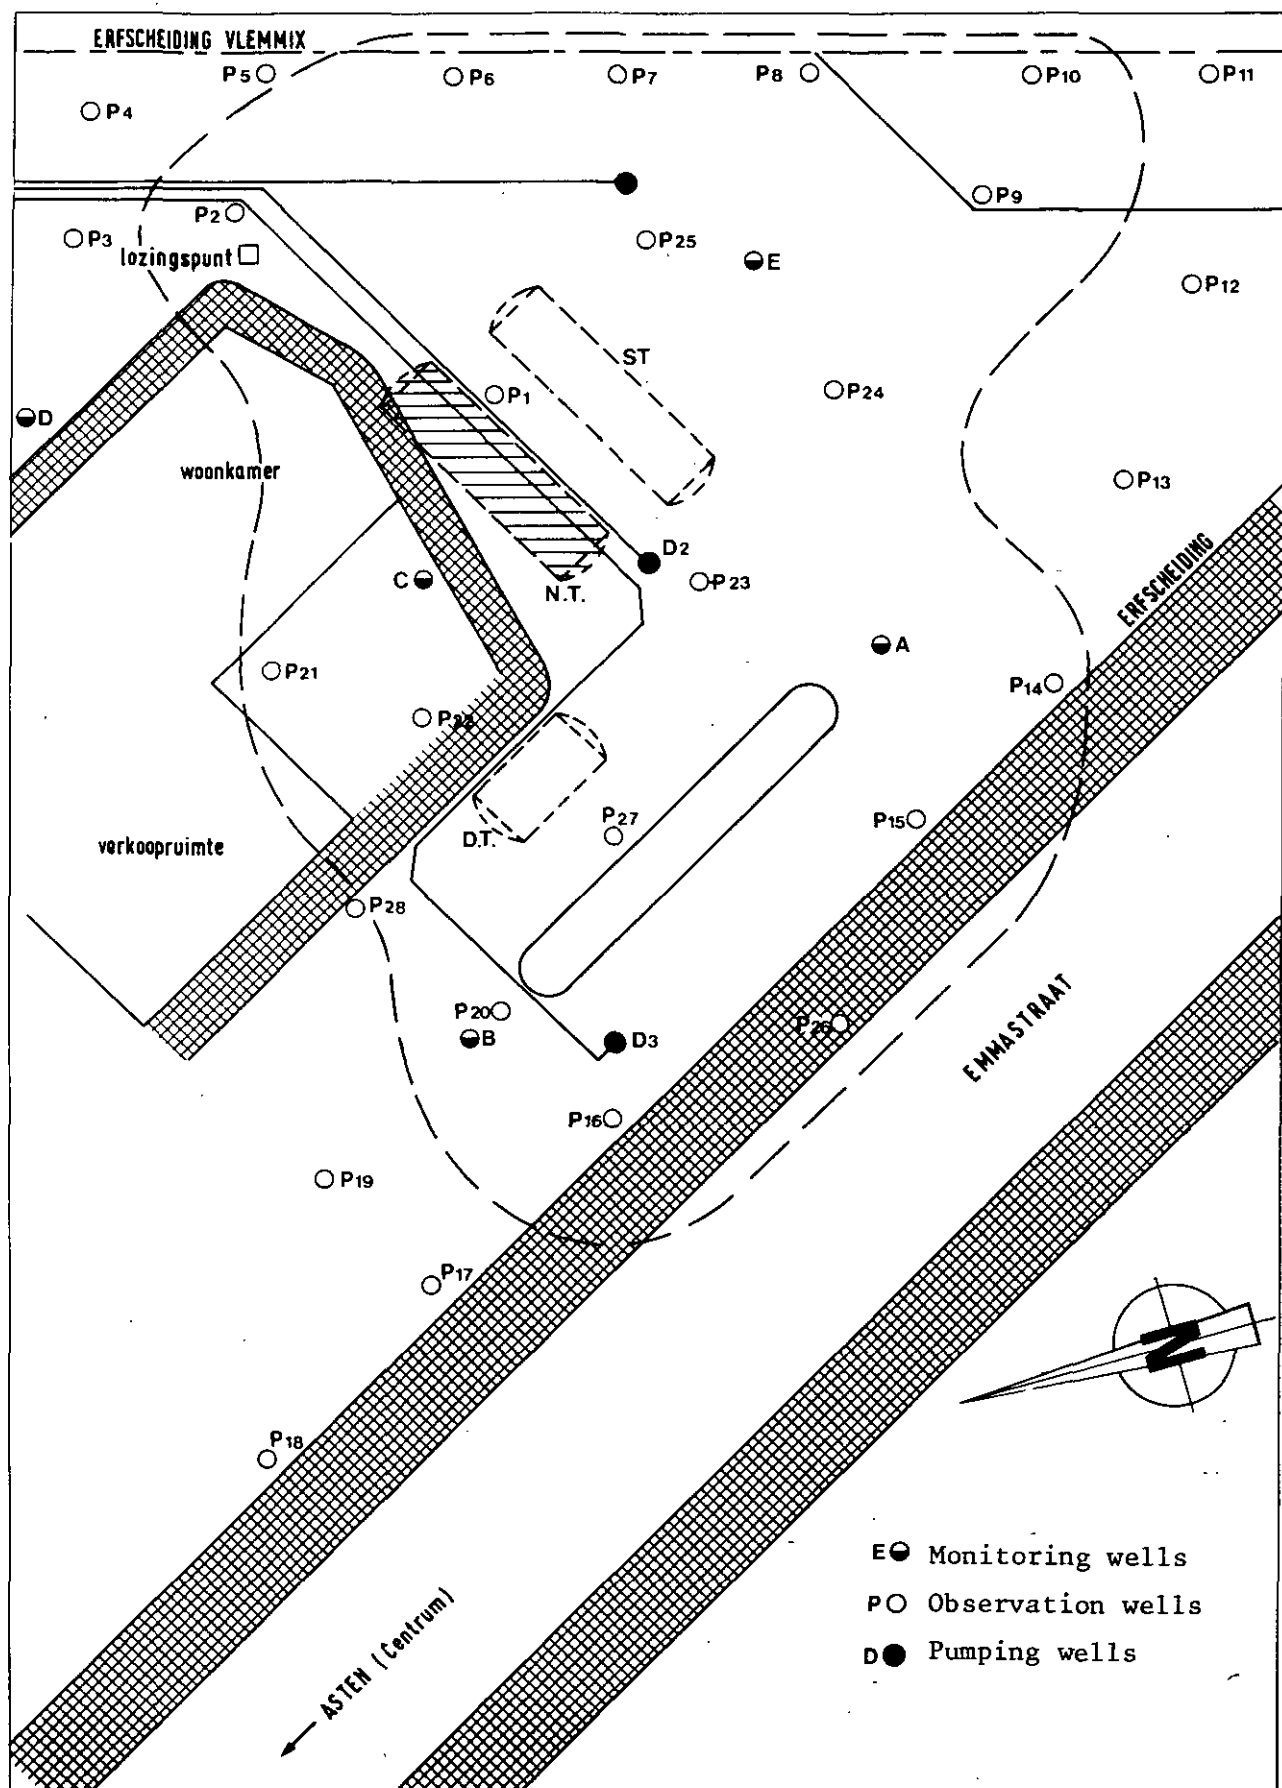 ERFSCHEIDING VLEMMIX
P5
P6
P7
P8
P10
P11
P4
P9
P2
P3
lozingspunt
P25
E
P12
ST
P24
P1
D
woonkamer
P13
D2
C
N.T.
P23
ERFSCHEIDING
A
P21
P14
P22
P27
P15
D.T.
verkoopruimte
P28
P20
B
D3
P26
EMMASTRAAT
P16
P19
P17
N
P18
E Monitoring wells
P Observation wells
D Pumping wells
ASTEN (Centrum)